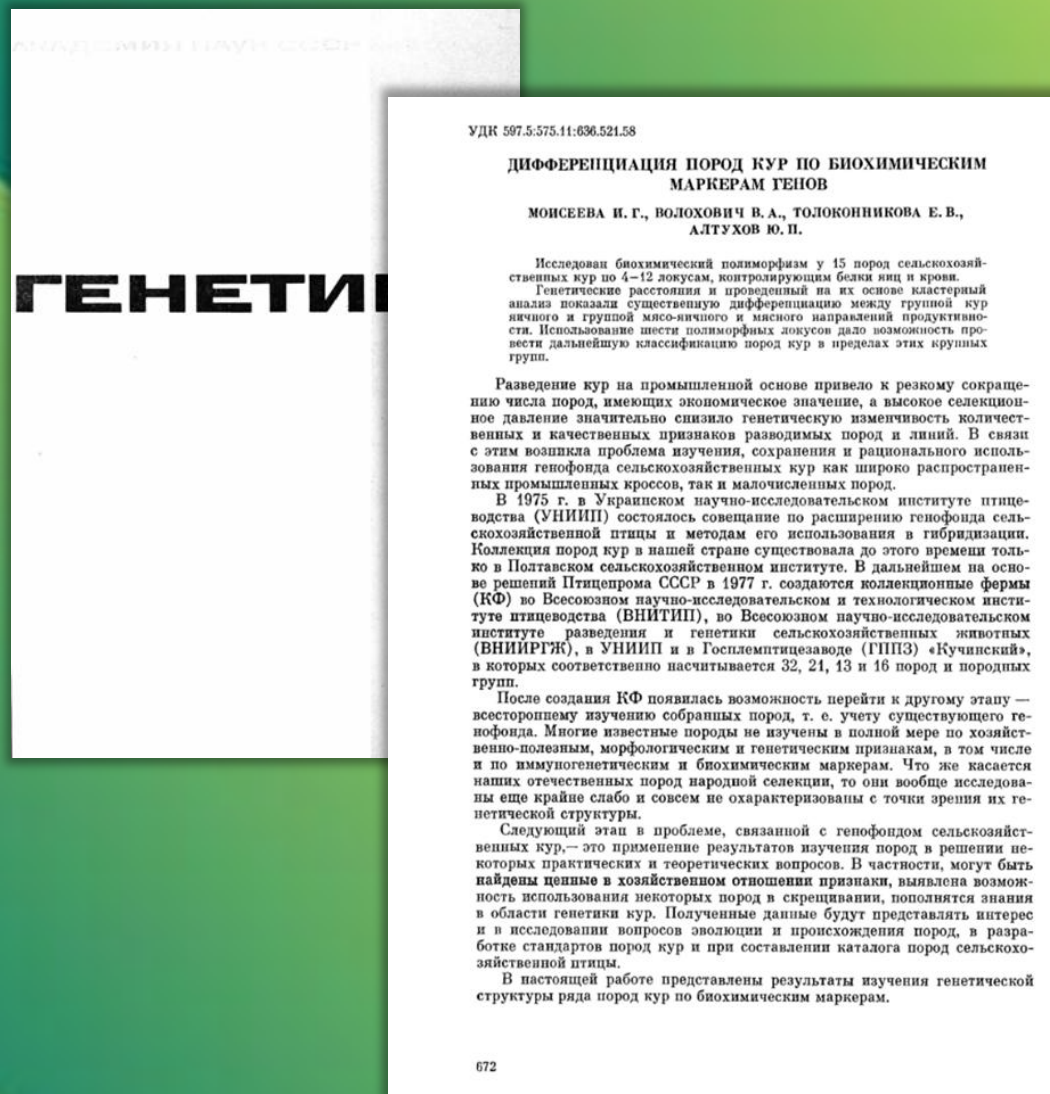 АКАДЕМИЯ НАУК СССР
ГЕНЕТИ
УДК 597.5:575.11:636.521.58
ДИФФЕРЕНЦИАЦИЯ ПОРОД КУР ПО БИОХИМИЧЕСКИМ
МАРКЕРАМ ГЕНОВ
МОИСЕЕВА И. Г., ВОЛОХОВИЧ В. А., ТОЛОКОННИКОВА Е. В.,
АЛТУХОВ Ю. П.
Исследован биохимический полиморфизм у 15 пород сельскохозяй-
ственных кур по 4—12 локусам, контролирующим белки яиц и крови.
Генетические расстояния и проведенный на их основе кластерный
анализ показали существенную дифференциацию между группой кур
яичного и группой мясо-яичного и мясного направлений продуктивно-
сти. Использование шести полиморфных локусов дало возможность про-
вести дальнейшую классификацию пород кур в пределах этих крупных
групп.
Разведение кур на промышленной основе привело к резкому сокраще-
нию числа пород, имеющих экономическое значение, а высокое селекцион-
ное давление значительно снизило генетическую изменчивость количест-
венных и качественных признаков разводимых пород и линий. В связи
с этим возникла проблема изучения, сохранения и рационального исполь-
зования генофонда сельскохозяйственных кур как широко распространен-
ных промышленных кроссов, так и малочисленных пород.
В 1975 г. в Украинском научно-исследовательском институте птице-
водства (УНИИП) состоялось совещание по расширению генофонда сель-
скохозяйственной птицы и методам его использования в гибридизации.
Коллекция пород кур в нашей стране существовала до этого времени толь-
ко в Полтавском сельскохозяйственном институте. В дальнейшем на осно-
ве решений Птицепрома СССР в 1977 г. создаются коллекционные фермы
(КФ) во Всесоюзном научно-исследовательском и технологическом инсти-
туте птицеводства (ВНИТИП), во Всесоюзном научно-исследовательском
институте разведения и генетики сельскохозяйственных животных
(ВНИИРГЖ), в УНИИП и в Госплемптицезаводе (ГППЗ) «Кучинский»,
в которых соответственно насчитывается 32, 21, 13 и 16 пород и породных
групп.
После создания КФ появилась возможность перейти к другому этапу —
всестороннему изучению собранных пород, т. е. учету существующего ге-
нофонда. Многие известные породы не изучены в полной мере по хозяйст-
венно-полезным, морфологическим и генетическим признакам, в том числе
и по иммуногенетическим и биохимическим маркерам. Что же касается
наших отечественных пород народной селекции, то они вообще исследова-
ны еще крайне слабо и совсем не охарактеризованы с точки зрения их ге-
нетической структуры.
Следующий этап в проблеме, связанной с генофондом сельскозяйст-
венных кур,— это применение результатов изучения пород в решении не-
которых практических и теоретических вопросов. В частности, могут быть
найдены ценные в хозяйственном отношении признаки, выявлена возмож-
ность использования некоторых пород в скрещивании, пополнятся знания
в области генетики кур. Полученные данные будут представлять интерес
и в исследовании вопросов эволюции и происхождения пород, в разра-
ботке стандартов пород кур и при составлении каталога пород сельскохо-
зяйственной птицы.
В настоящей работе представлены результаты изучения генетической
структуры ряда пород кур по биохимическим маркерам.
672